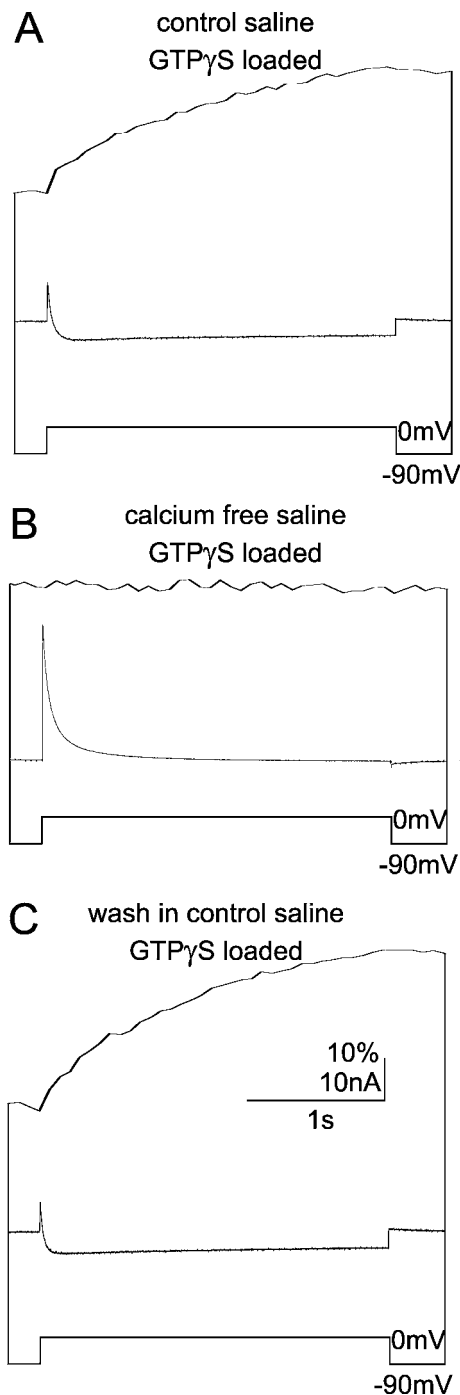 A
control saline
GTPγS loaded
0mV
-90mV
B
calcium free saline
GTPγS loaded
0mV
-90mV
C
wash in control saline
GTPγS loaded
10%
10nA
1s
0mV
-90mV